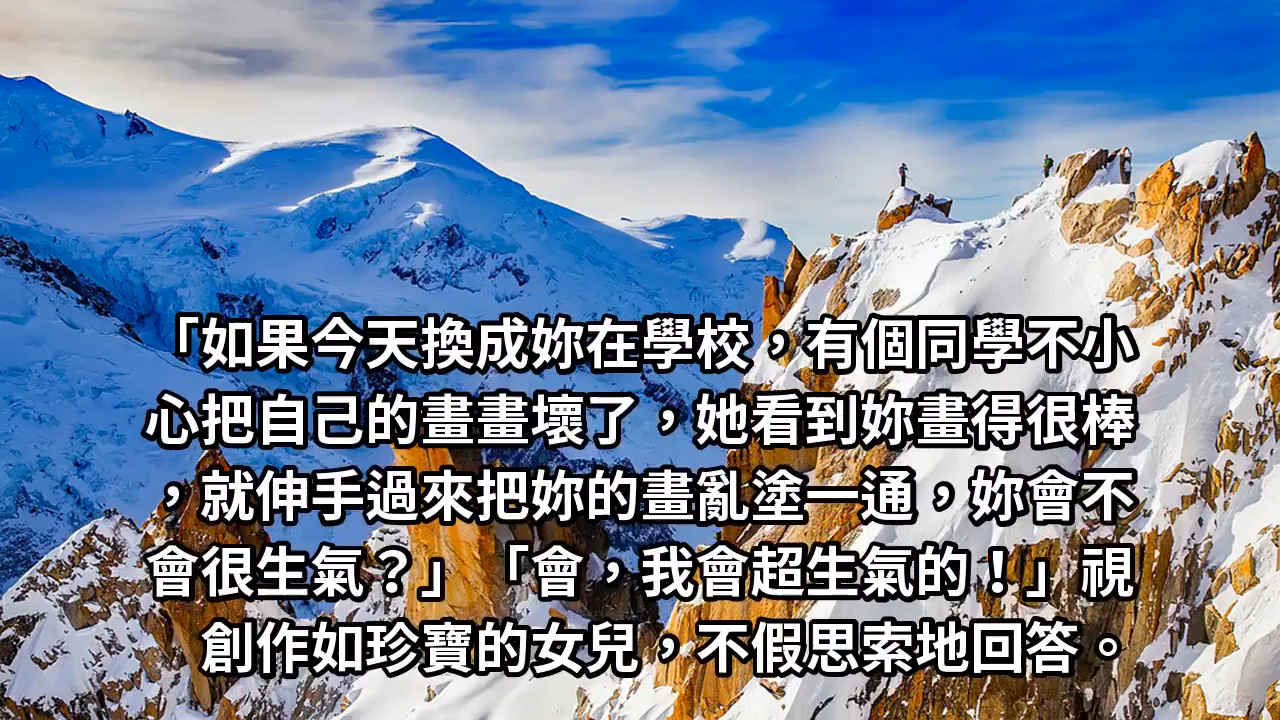 「如果今天換成妳在學校，有個同學不小
心把自己的畫畫壞了，她看到妳畫得很棒
，就伸手過來把妳的畫亂塗一通，妳會不
會很生氣？」「會，我會超生氣的！」視
創作如珍寶的女兒，不假思索地回答。